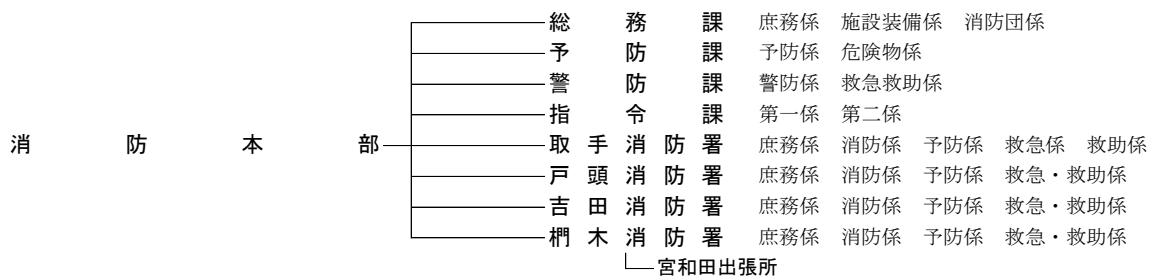 総務課 庶務係 施設装備係 消防団係
予防課 予防係 危険物係
警防課 警防係 救急救助係
指令課 第一係 第二係
消防本部 取手消防署 庶務係 消防係 予防係 救急係 救助係
戸頭消防署 庶務係 消防係 予防係 救急・救助係
吉田消防署 庶務係 消防係 予防係 救急・救助係
椚木消防署 庶務係 消防係 予防係 救急・救助係
宮和田出張所